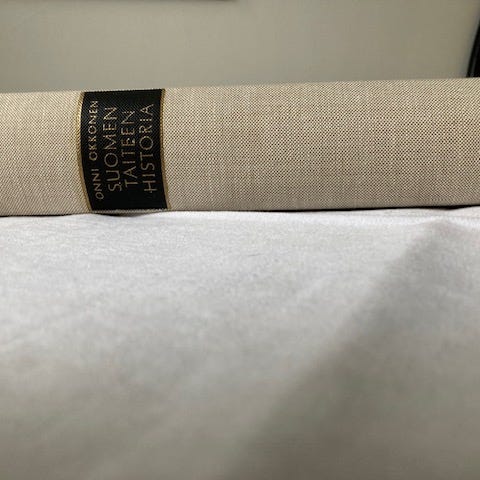 ONNI OKKONEN
SUOMEN
TAITEEN
HISTORIA